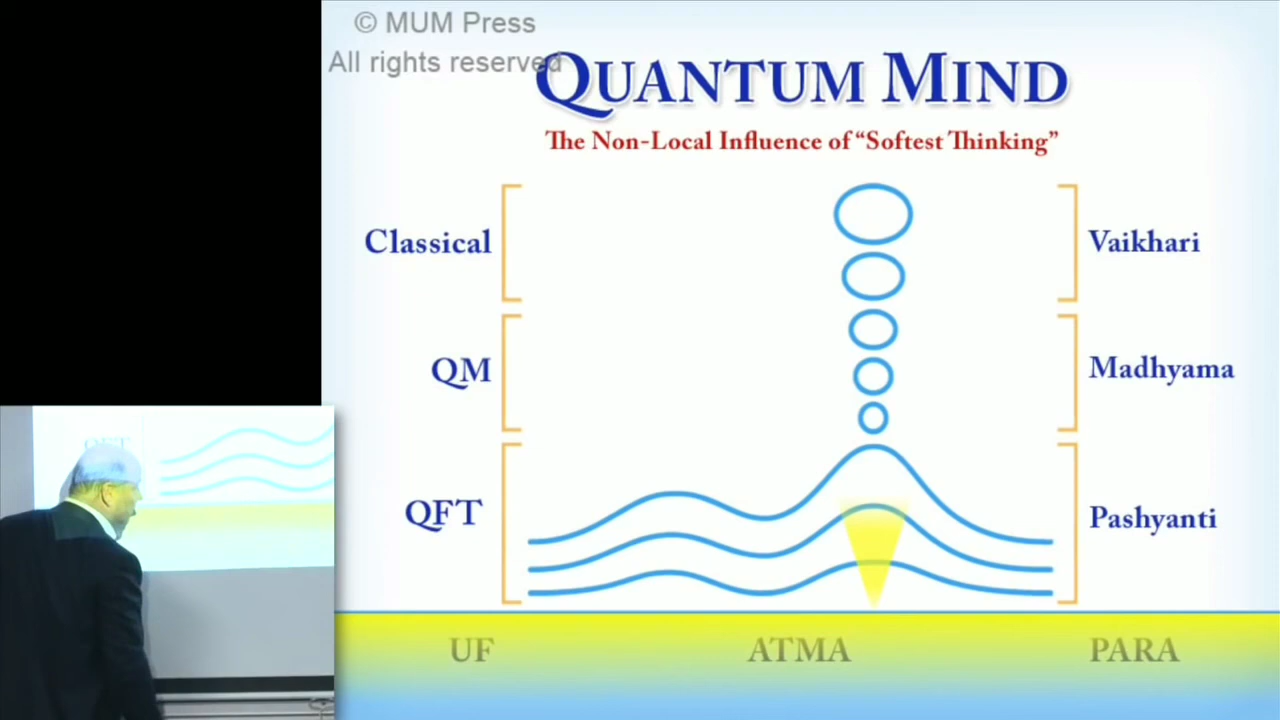 © MUM Press
All rights reserved
QUANTUM MIND
The Non-Local Influence of “Softest Thinking”
Classical
Vaikhari
QM
Madhyama
QFT
Pashyanti
UF
ATMA
PARA
QFT